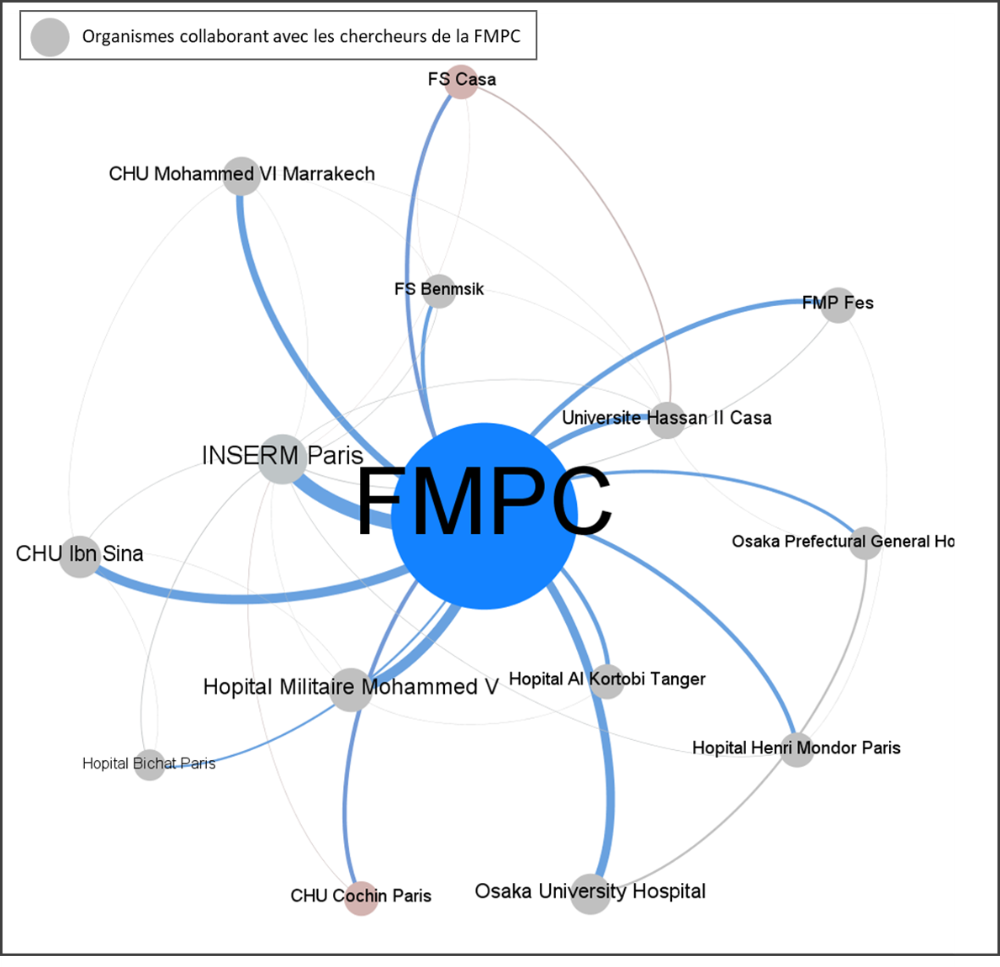 Organismes collaborant avec les chercheurs de la FMPC
FS Casa
CHU Mohammed VI Marrakech
FS Benmsik
FMP Fes
Universite Hassan II Casa
INSERM Paris
FMPC
Osaka Prefectural General Ho
CHU Ibn Sina
Hopital Militaire Mohammed V
Hopital Al Kortobi Tanger
Hopital Henri Mondor Paris
Hopital Bichat Paris
CHU Cochin Paris
Osaka University Hospital